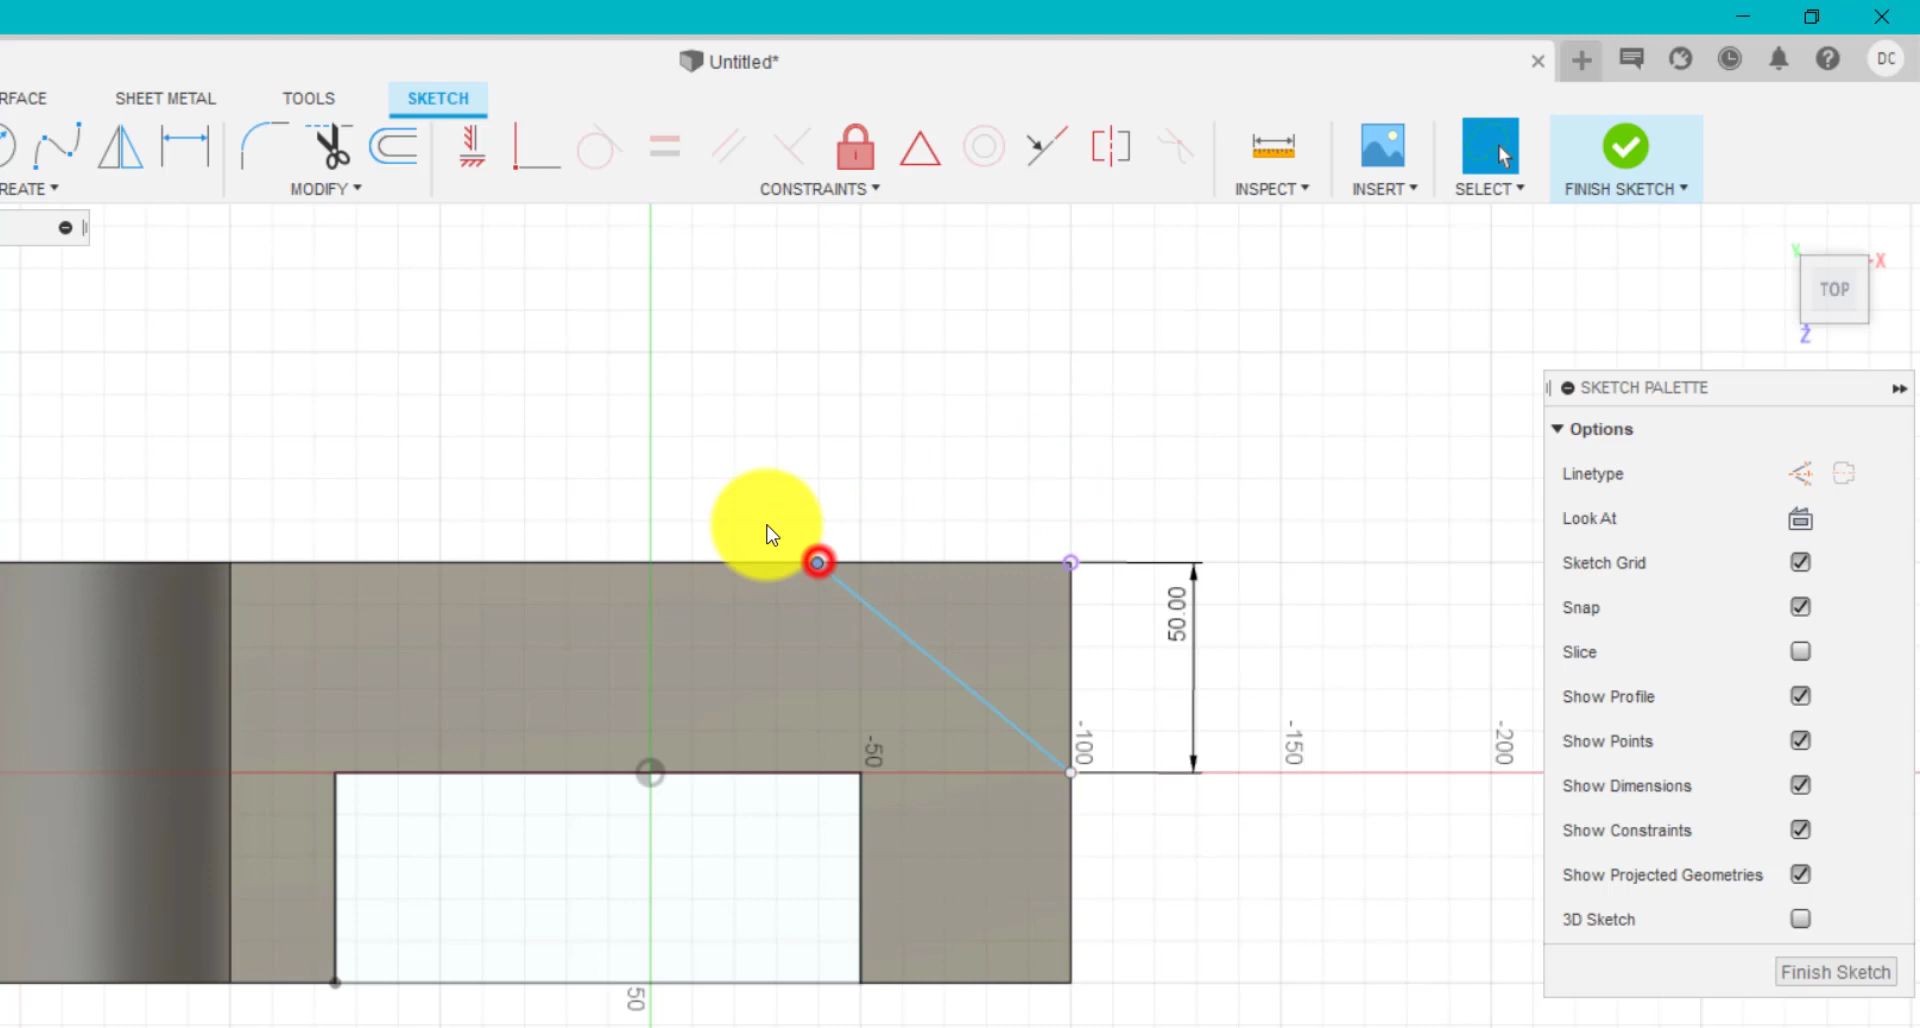 Untitled*
DC
RFACE SHEET METAL TOOLS SKETCH
REATE MODIFY CONSTRAINTS INSPECT INSERT SELECT FINISH SKETCH
Y
-X
TOP
Z
SKETCH PALETTE
Options
Linetype
Look At
Sketch Grid
Snap
Slice
Show Profile
Show Points
Show Dimensions
Show Constraints
Show Projected Geometries
3D Sketch
Finish Sketch
50.00
-50
-100
-150
-200
50